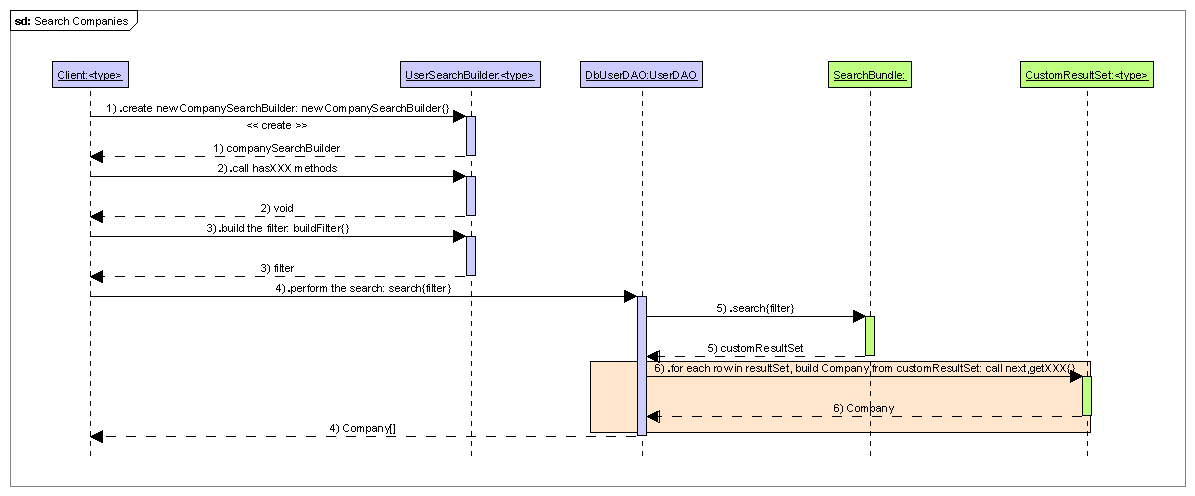 sd: Search Companies
Client:<type>
UserSearchBuilder:<type>
DbUserDAO:UserDAO
SearchBundle:
CustomResultSet:<type>
1) .create newCompanySearchBuilder: newCompanySearchBuilder{}
<< create >>
1) companySearchBuilder
2) .call hasXXX methods
2) void
3) .build the filter: buildFilter{}
3) filter
4) .perform the search: search{filter}
5) .search{filter}
5) customResultSet
6) .for each row in resultSet, build Company from customResultSet: call next,getXXX{}
6) Company
4) Company[]